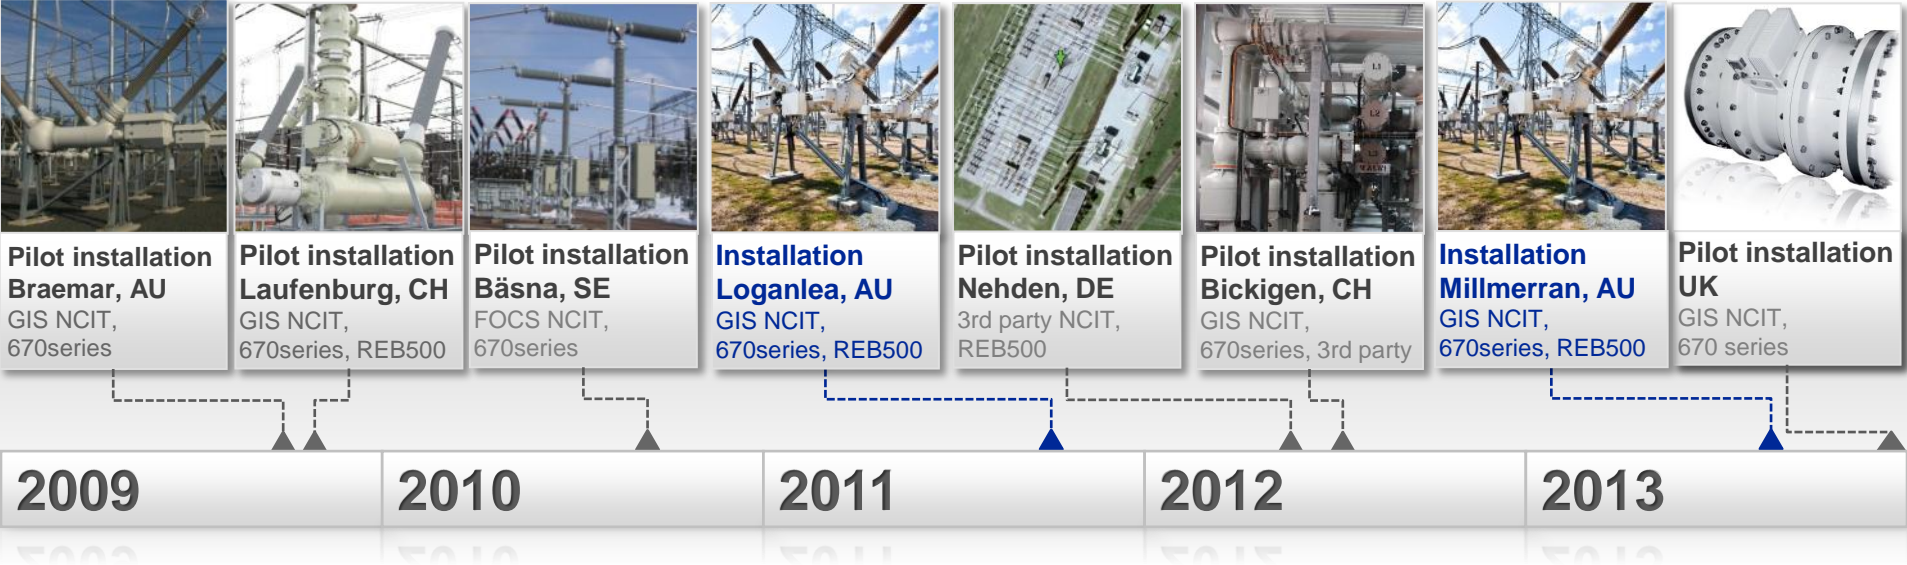 Pilot installation
Braemar, AU
GIS NCIT,
670series
Pilot installation
Laufenburg, CH
GIS NCIT,
670series, REB500
Pilot installation
Bäsna, SE
FOCS NCIT,
670series
Installation
Loganlea, AU
GIS NCIT,
670series, REB500
Pilot installation
Nehden, DE
3rd party NCIT,
REB500
L1
L2
L3
Pilot installation
Bickigen, CH
GIS NCIT,
670series, 3rd party
Installation
Millmerran, AU
GIS NCIT,
670series, REB500
Pilot installation
UK
GIS NCIT,
670 series
2009
2010
2011
2012
2013